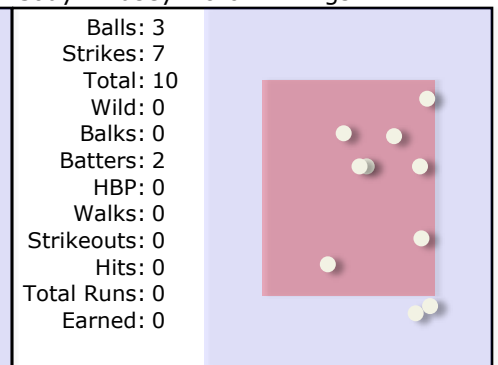 Balls: 3
Strikes: 7
Total: 10
Wild: 0
Balks: 0
Batters: 2
HBP: 0
Walks: 0
Strikeouts: 0
Hits: 0
Total Runs: 0
Earned: 0